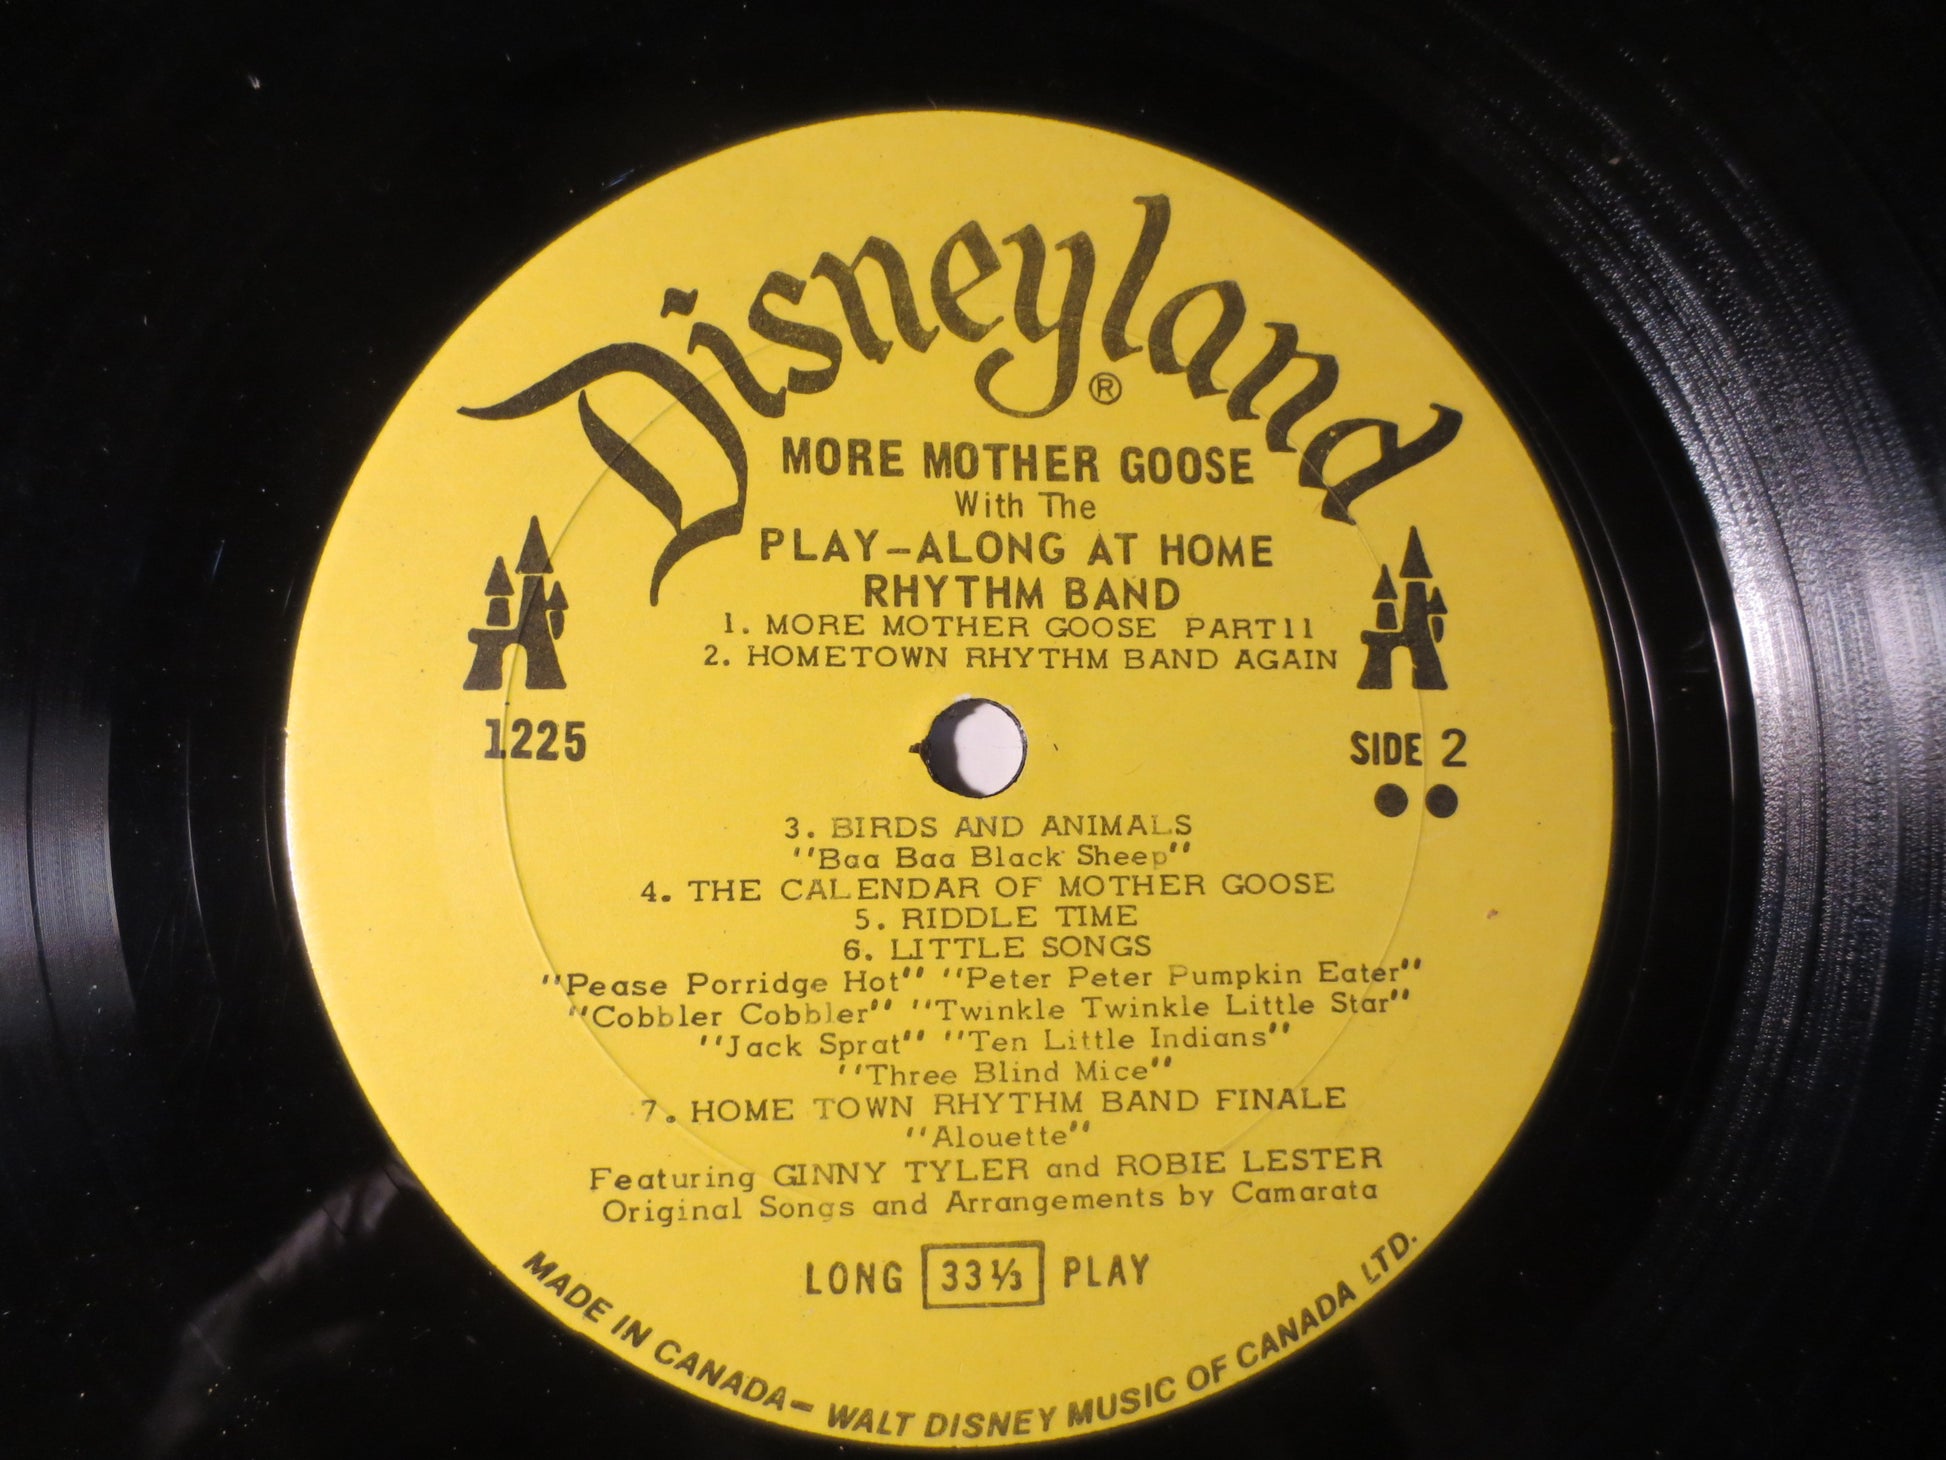 Disneyland®
MORE MOTHER GOOSE
With The
PLAY-ALONG AT HOME
RHYTHM BAND
1. MORE MOTHER GOOSE PART11
2. HOMETOWN RHYTHM BAND AGAIN
1225
SIDE 2
3. BIRDS AND ANIMALS
"Baa Baa Black Sheep"
4. THE CALENDAR OF MOTHER GOOSE
5. RIDDLE TIME
6. LITTLE SONGS
"Pease Porridge Hot" "Peter Peter Pumpkin Eater"
"Cobbler Cobbler" "Twinkle Twinkle Little Star"
"Jack Sprat" "Ten Little Indians"
"Three Blind Mice"
7. HOME TOWN RHYTHM BAND FINALE
"Alouette"
Featuring GINNY TYLER and ROBIE LESTER
Original Songs and Arrangements by Camarata
LONG 33⅓ PLAY
MADE IN CANADA— WALT DISNEY MUSIC OF CANADA LTD.